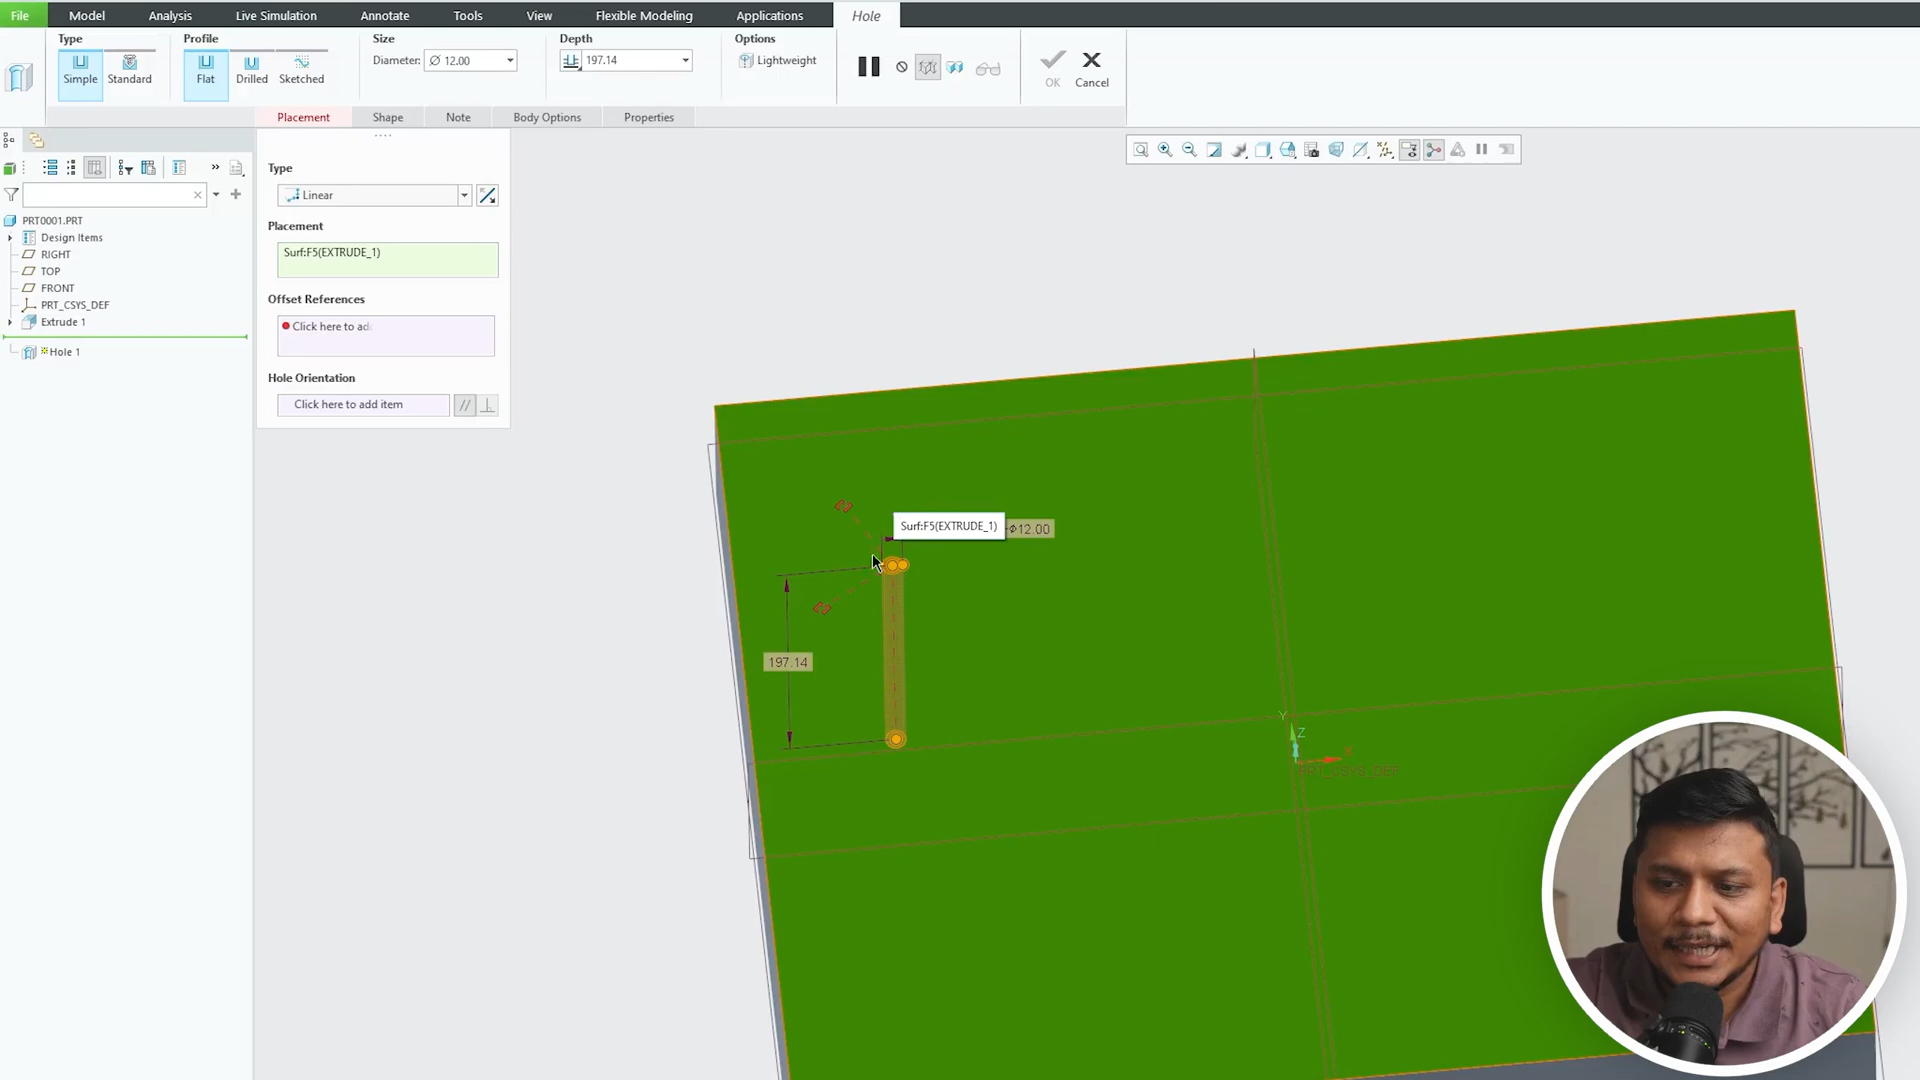 File Model Analysis Live Simulation Annotate Tools View Flexible Modeling Applications Hole
Type Profile Size Depth Options
Diameter: Ø 12.00 197.14 Lightweight
Simple Standard Flat Drilled Sketched OK Cancel
Placement Shape Note Body Options Properties
PRT0001.PRT
Design Items
RIGHT
TOP
FRONT
PRT_CSYS_DEF
Extrude 1
Hole 1
Type
Linear
Placement
Surf:F5(EXTRUDE_1)
Offset References
Click here to ad
Hole Orientation
Click here to add item
Surf:F5(EXTRUDE_1) Ø12.00
197.14
Y
Z
X
PRT_CSYS_DEF